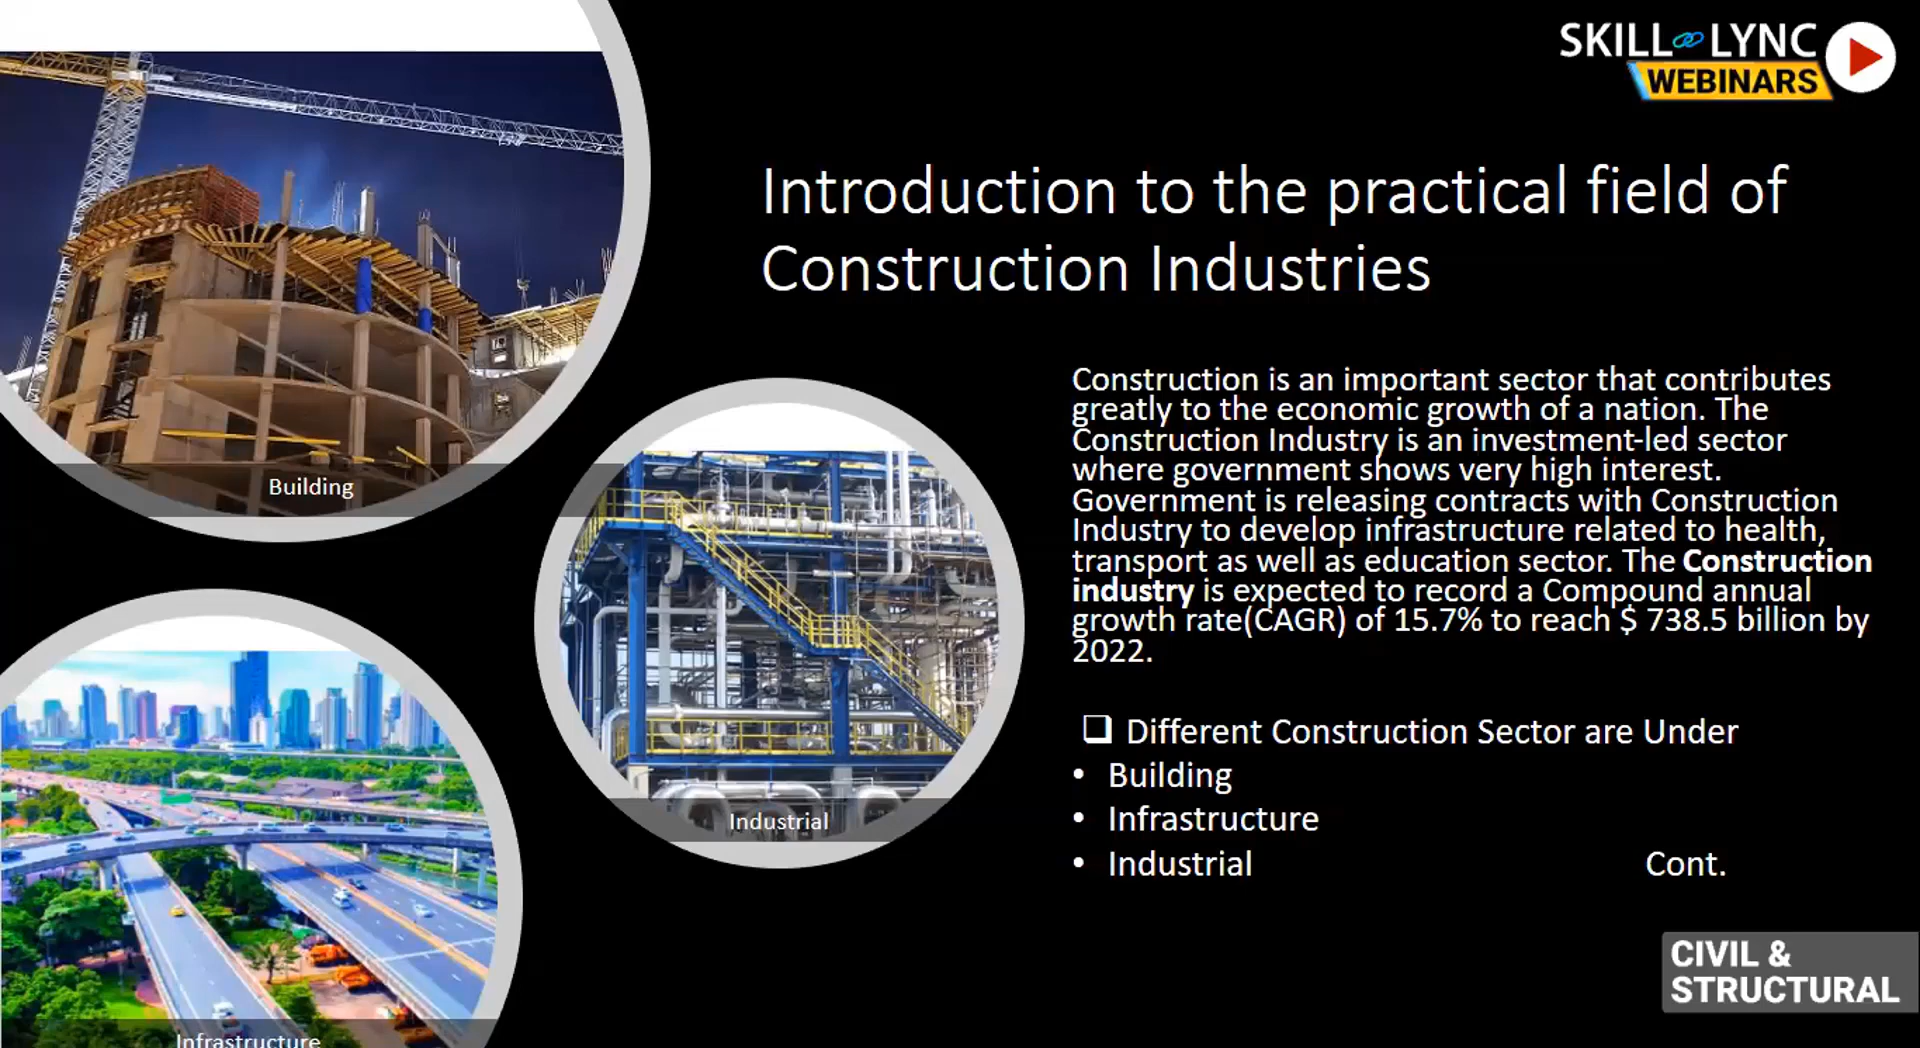 SKILL LYNC
WEBINARS
Introduction to the practical field of
Construction Industries
Construction is an important sector that contributes
greatly to the economic growth of a nation. The
Construction Industry is an investment-led sector
where government shows very high interest.
Government is releasing contracts with Construction
Industry to develop infrastructure related to health,
transport as well as education sector. The Construction
industry is expected to record a Compound annual
growth rate(CAGR) of 15.7% to reach $ 738.5 billion by
2022.
❑ Different Construction Sector are Under
• Building
• Infrastructure
• Industrial
Cont.
Building
Industrial
Infrastructure
CIVIL &
STRUCTURAL